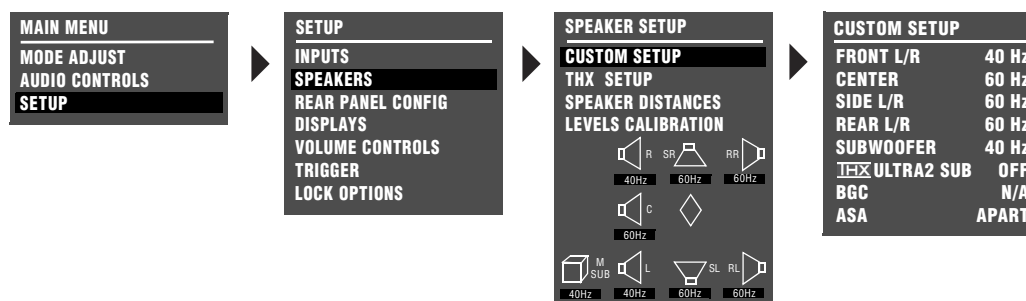 MAIN MENU
MODE ADJUST
AUDIO CONTROLS
SETUP
SETUP
INPUTS
SPEAKERS
REAR PANEL CONFIG
DISPLAYS
VOLUME CONTROLS
TRIGGER
LOCK OPTIONS
SPEAKER SETUP
CUSTOM SETUP
THX SETUP
SPEAKER DISTANCES
LEVELS CALIBRATION
R SR RR
40Hz 60Hz 60Hz
C
60Hz
M SUB L SL RL
40Hz 40Hz 60Hz 60Hz
CUSTOM SETUP
FRONT L/R 40 Hz
CENTER 60 Hz
SIDE L/R 60 Hz
REAR L/R 60 Hz
SUBWOOFER 40 Hz
THX ULTRA2 SUB OFF
BGC N/A
ASA APART